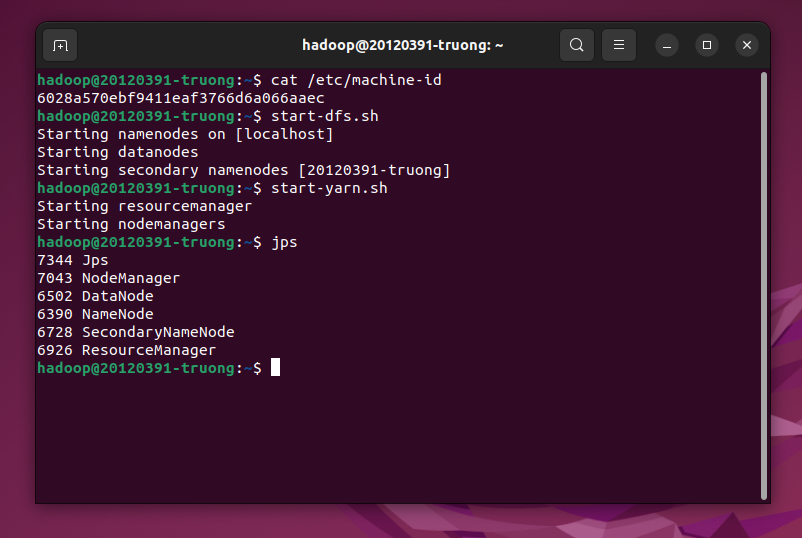 hadoop@20120391-truong: ~
hadoop@20120391-truong:~$ cat /etc/machine-id
6028a570ebf9411eaf3766d6a066aaec
hadoop@20120391-truong:~$ start-dfs.sh
Starting namenodes on [localhost]
Starting datanodes
Starting secondary namenodes [20120391-truong]
hadoop@20120391-truong:~$ start-yarn.sh
Starting resourcemanager
Starting nodemanagers
hadoop@20120391-truong:~$ jps
7344 Jps
7043 NodeManager
6502 DataNode
6390 NameNode
6728 SecondaryNameNode
6926 ResourceManager
hadoop@20120391-truong:~$